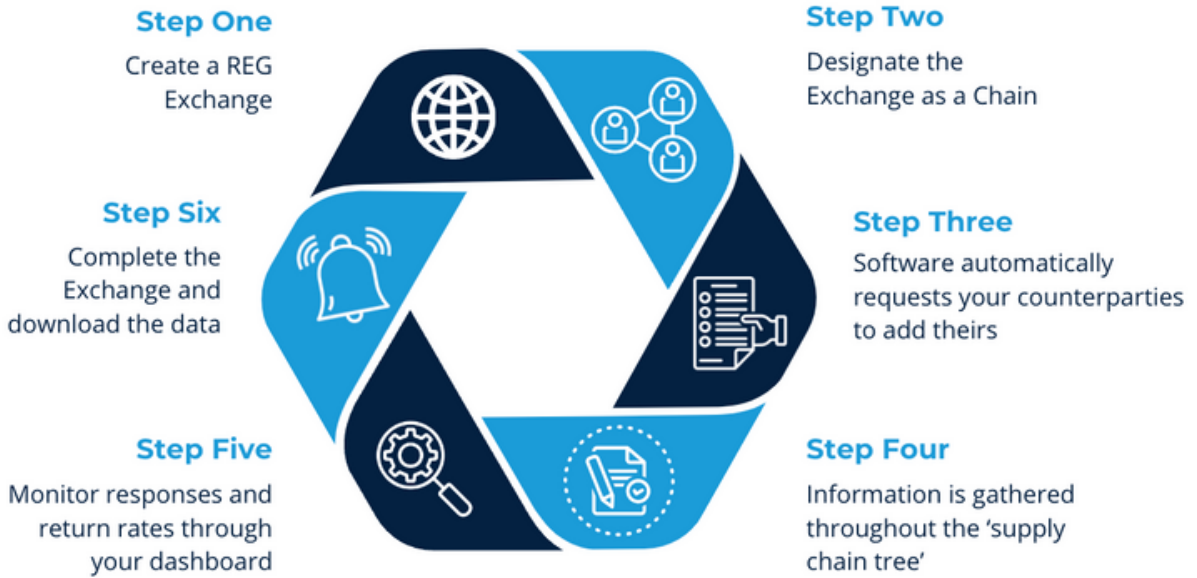 Step One
Create a REG
Exchange
Step Two
Designate the
Exchange as a Chain
Step Three
Software automatically
requests your counterparties
to add theirs
Step Four
Information is gathered
throughout the ‘supply
chain tree’
Step Five
Monitor responses and
return rates through
your dashboard
Step Six
Complete the
Exchange and
download the data